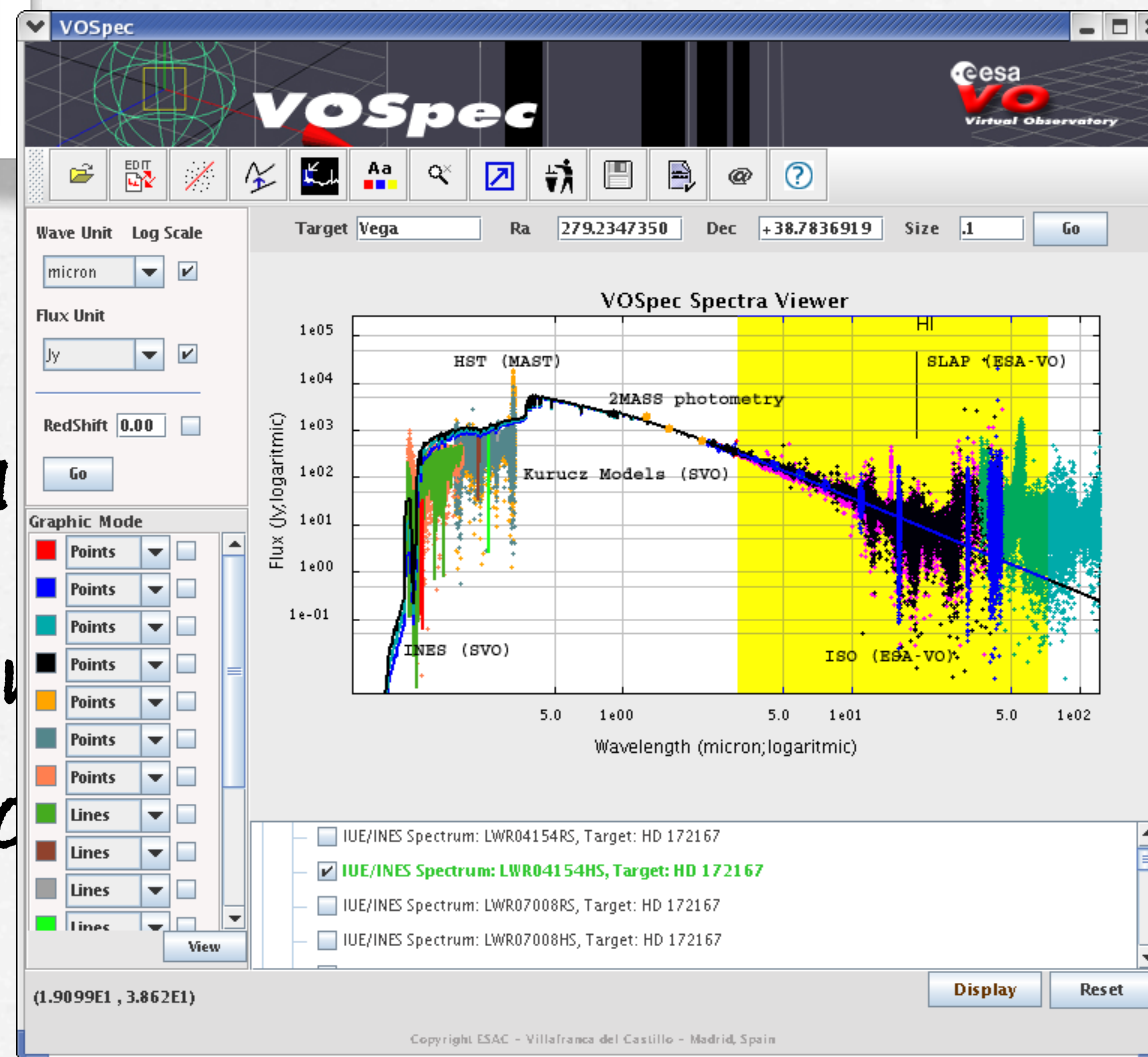 VOSpec
VOSpec
esa
VO
Virtual Observatory
EDIT
Aa
@
?
Wave Unit Log Scale
micron
Flux Unit
Jy
RedShift 0.00
Go
Target Vega Ra 279.2347350 Dec +38.7836919 Size .1 Go
VOSpec Spectra Viewer
HI
1e05
1e04
1e03
1e02
1e01
1e00
1e-01
Flux (Jy,logaritmic)
HST (MAST)
SLAP (ESA-VO)
2MASS photometry
Kurucz Models (SVO)
INES (SVO)
ISO (ESA-VO)
5.0 1e00 5.0 1e01 5.0 1e02
Wavelength (micron;logaritmic)
Graphic Mode
Points
Points
Points
Points
Points
Points
Points
Lines
Lines
Lines
Lines
View
IUE/INES Spectrum: LWR04154RS, Target: HD 172167
IUE/INES Spectrum: LWR04154HS, Target: HD 172167
IUE/INES Spectrum: LWR07008RS, Target: HD 172167
IUE/INES Spectrum: LWR07008HS, Target: HD 172167
(1.9099E1 , 3.862E1)
Display Reset
Copyright ESAC - Villafranca del Castillo - Madrid, Spain